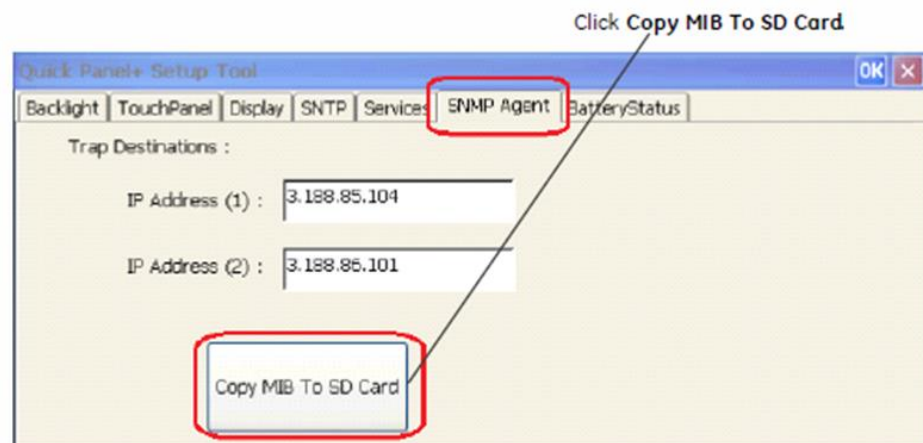 Click Copy MIB To SD Card
Quick Panel+ Setup Tool OK
Backlight TouchPanel Display SNTP Services SNMP Agent BatteryStatus
Trap Destinations :
IP Address (1) : 3.188.85.104
IP Address (2) : 3.188.86.101
Copy MIB To SD Card